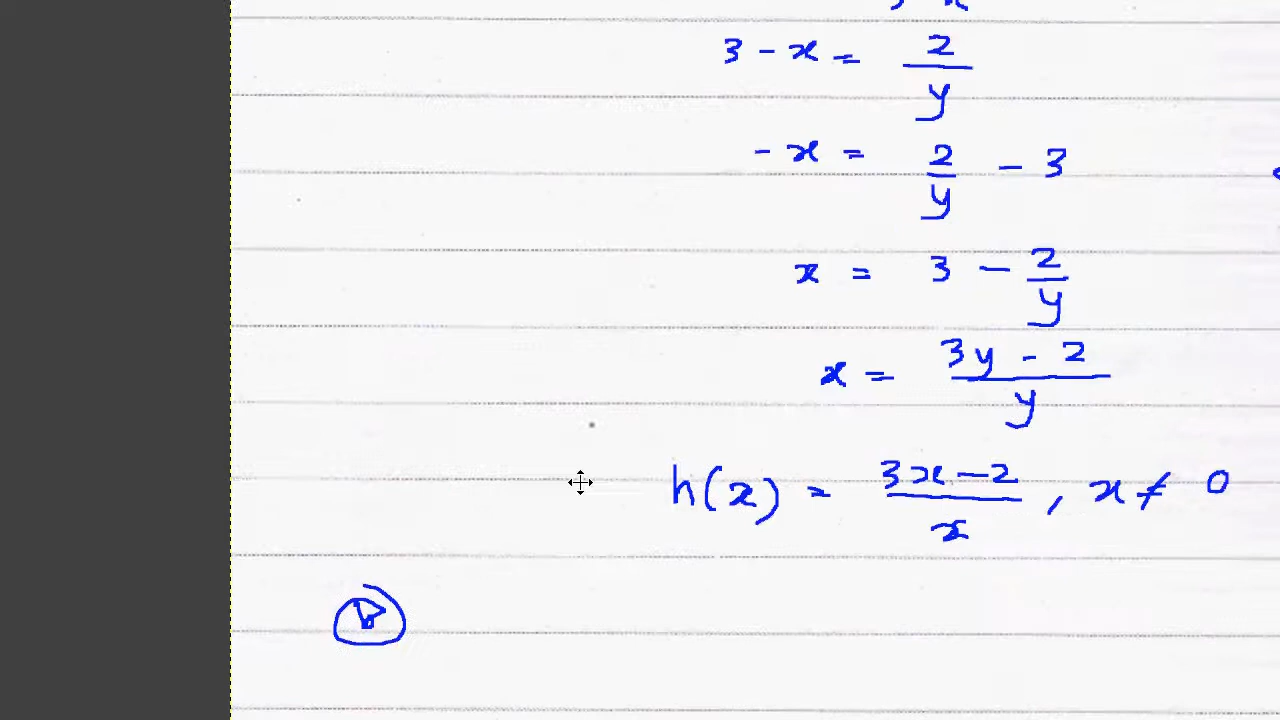 3 - x = 2/y
- x = 2/y - 3
x = 3 - 2/y
x = (3y - 2)/y
h(x) = (3x - 2)/x , x ≠ 0